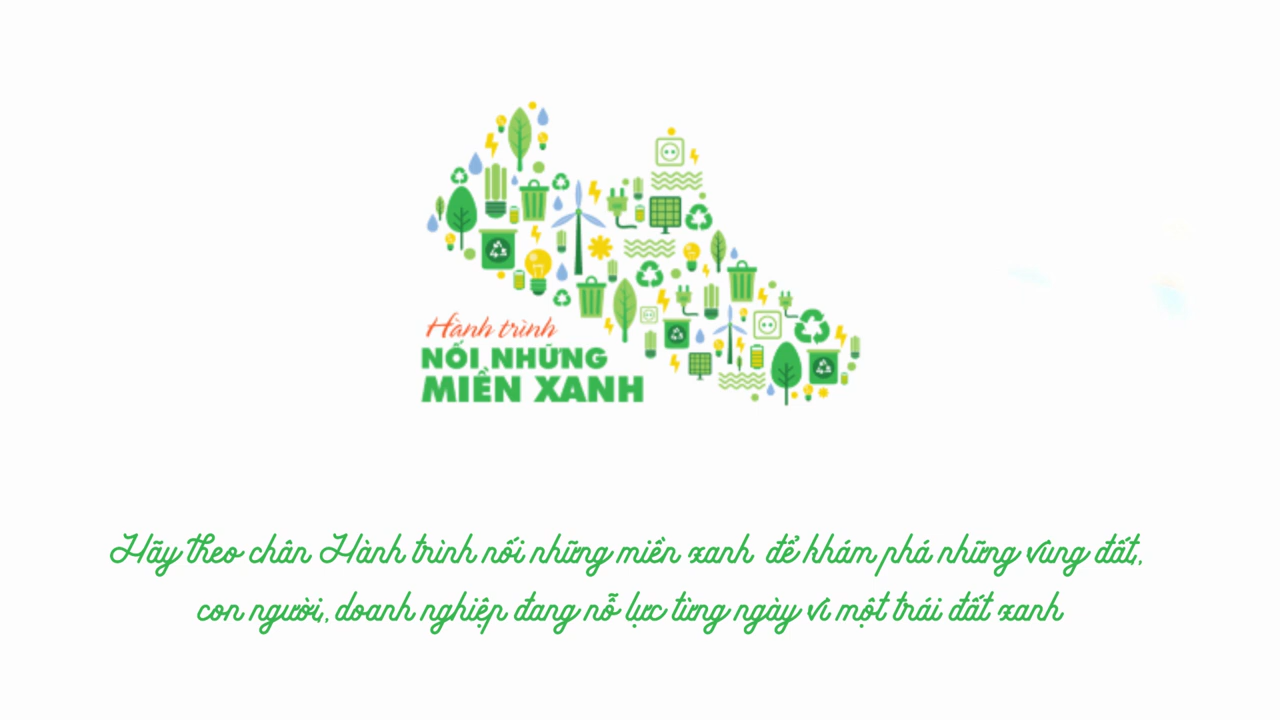 Hành trình
NỐI NHỮNG
MIỀN XANH
Hãy theo chân Hành trình nối những miền xanh để khám phá những vùng đất,
con người, doanh nghiệp đang nỗ lực từng ngày vì một trái đất xanh